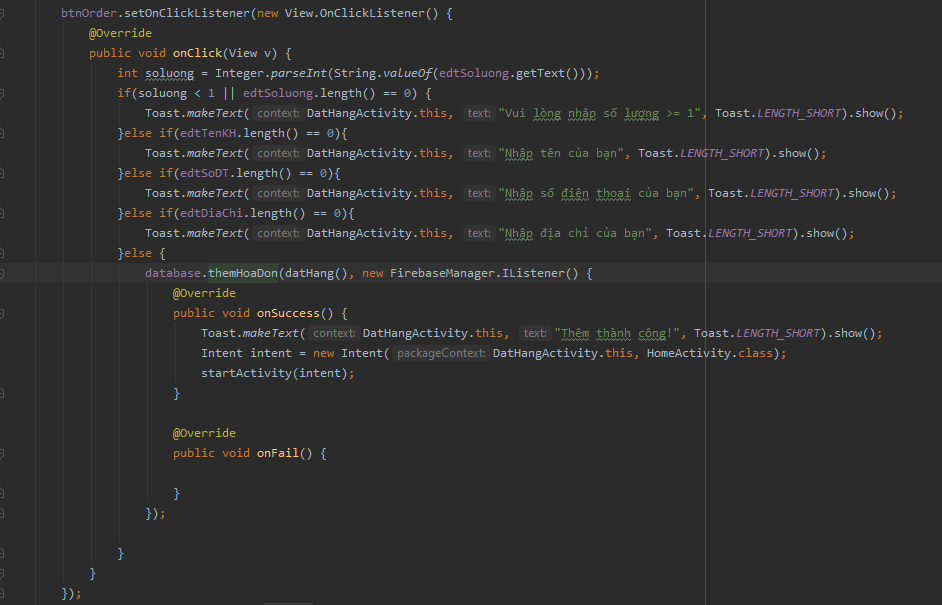 btnOrder.setOnClickListener(new View.OnClickListener() {
@Override
public void onClick(View v) {
int soluong = Integer.parseInt(String.valueOf(edtSoluong.getText()));
if(soluong < 1 || edtSoluong.length() == 0) {
Toast.makeText( context: DatHangActivity.this, text: "Vui lòng nhập số lượng >= 1", Toast.LENGTH_SHORT).show();
}else if(edtTenKH.length() == 0){
Toast.makeText( context: DatHangActivity.this, text: "Nhập tên của bạn", Toast.LENGTH_SHORT).show();
}else if(edtSoDT.length() == 0){
Toast.makeText( context: DatHangActivity.this, text: "Nhập số điện thoại của bạn", Toast.LENGTH_SHORT).show();
}else if(edtDiaChi.length() == 0){
Toast.makeText( context: DatHangActivity.this, text: "Nhập địa chỉ của bạn", Toast.LENGTH_SHORT).show();
}else {
database.themHoaDon(datHang(), new FirebaseManager.IListener() {
@Override
public void onSuccess() {
Toast.makeText( context: DatHangActivity.this, text: "Thêm thành công!", Toast.LENGTH_SHORT).show();
Intent intent = new Intent( packageContext: DatHangActivity.this, HomeActivity.class);
startActivity(intent);
}
@Override
public void onFail() {
}
});
}
}
});